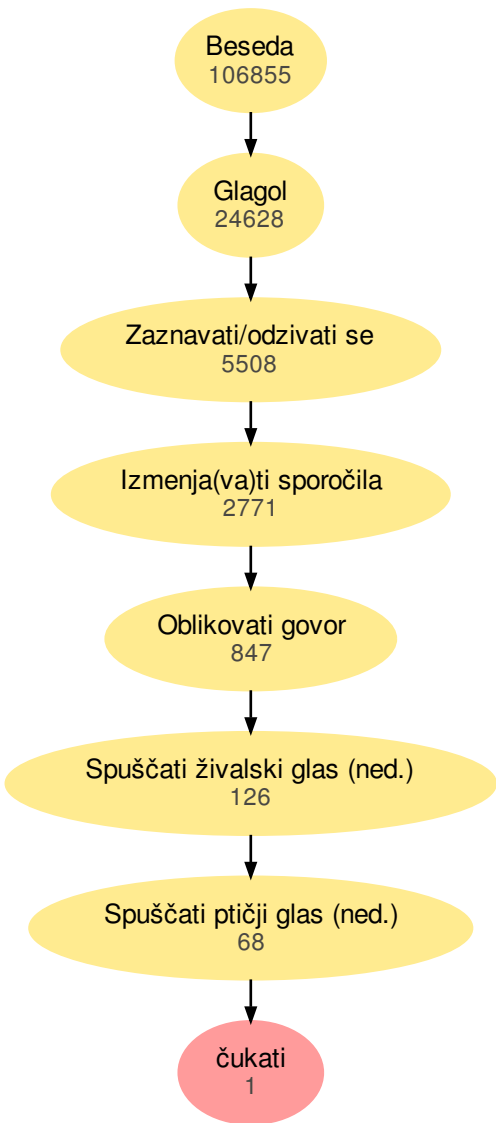 Beseda
106855
Glagol
24628
Zaznavati/odzivati se
5508
Izmenja(va)ti sporočila
2771
Oblikovati govor
847
Spuščati živalski glas (ned.)
126
Spuščati ptičji glas (ned.)
68
čukati
1